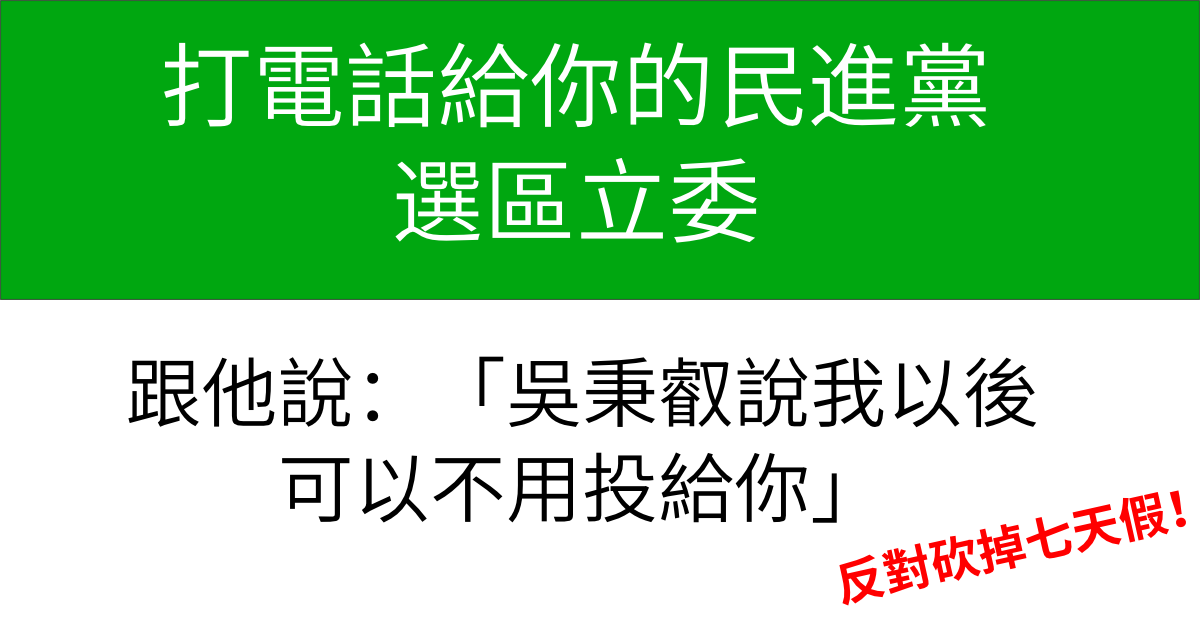 打電話給你的民進黨
選區立委
跟他說：「吳秉叡說我以後
可以不用投給你」
反對砍掉七天假！